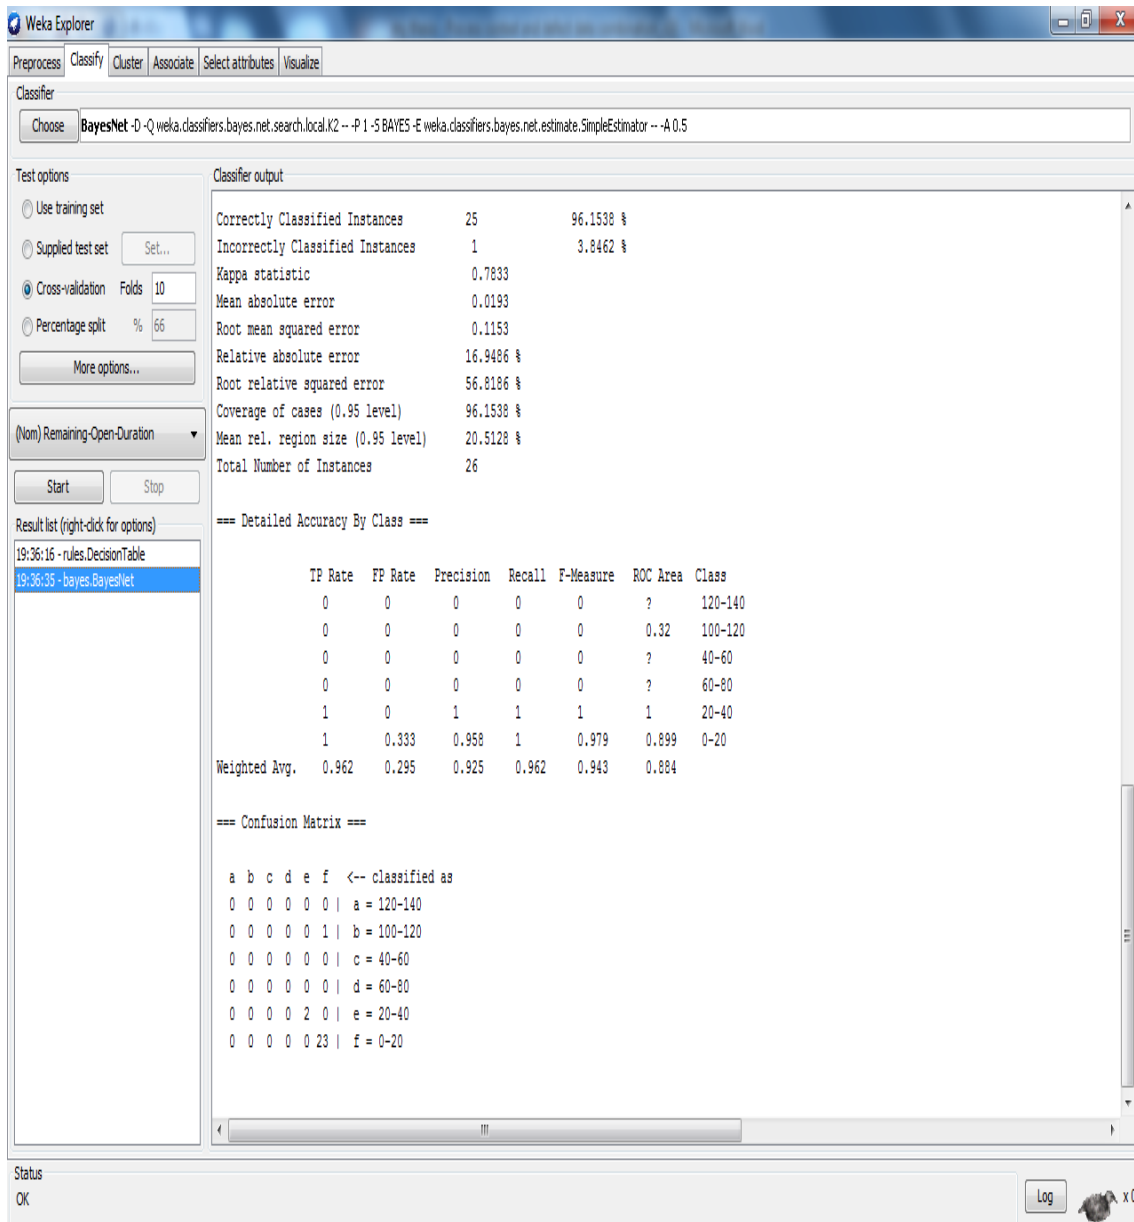 Weka Explorer
Preprocess Classify Cluster Associate Select attributes Visualize
Classifier
Choose BayesNet -D -Q weka.classifiers.bayes.net.search.local.K2 -- -P 1 -S BAYES -E weka.classifiers.bayes.net.estimate.SimpleEstimator -- -A 0.5
Test options
Use training set
Supplied test set Set...
Cross-validation Folds 10
Percentage split % 66
More options...
(Nom) Remaining-Open-Duration
Start Stop
Result list (right-click for options)
19:36:16 - rules.DecisionTable
19:36:35 - bayes.BayesNet
Classifier output
Correctly Classified Instances 25 96.1538 %
Incorrectly Classified Instances 1 3.8462 %
Kappa statistic 0.7833
Mean absolute error 0.0193
Root mean squared error 0.1153
Relative absolute error 16.9486 %
Root relative squared error 56.8186 %
Coverage of cases (0.95 level) 96.1538 %
Mean rel. region size (0.95 level) 20.5128 %
Total Number of Instances 26
=== Detailed Accuracy By Class ===
TP Rate FP Rate Precision Recall F-Measure ROC Area Class
0 0 0 0 0 ? 120-140
0 0 0 0 0 0.32 100-120
0 0 0 0 0 ? 40-60
0 0 0 0 0 ? 60-80
1 0 1 1 1 1 20-40
1 0.333 0.958 1 0.979 0.899 0-20
Weighted Avg. 0.962 0.295 0.925 0.962 0.943 0.884
=== Confusion Matrix ===
a b c d e f <-- classified as
0 0 0 0 0 0 | a = 120-140
0 0 0 0 0 1 | b = 100-120
0 0 0 0 0 0 | c = 40-60
0 0 0 0 0 0 | d = 60-80
0 0 0 0 2 0 | e = 20-40
0 0 0 0 0 23 | f = 0-20
Status
OK
Log x 0